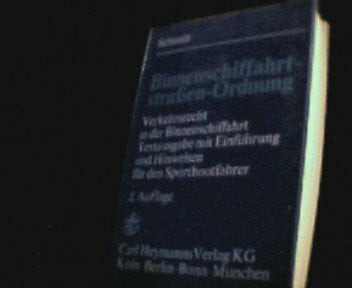 Binnenschiffahrt-
straßen-Ordnung
Verkehrsrecht
in der Binnenschiffahrt
Textausgabe mit Einführung
und Hinweisen
für den Sportbootfahrer
2. Auflage
Carl Heymanns Verlag KG
Köln · Berlin · Bonn · München